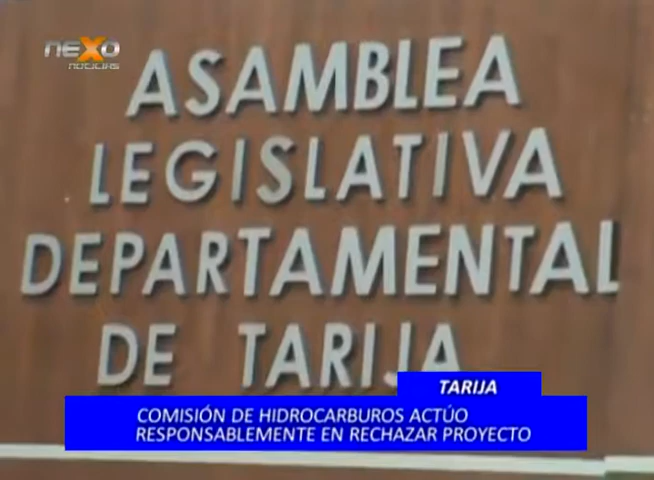 NEXO
NOTICIAS
ASAMBLEA
LEGISLATIVA
DEPARTAMENTAL
DE TARIJA
TARIJA
COMISIÓN DE HIDROCARBUROS ACTÚO
RESPONSABLEMENTE EN RECHAZAR PROYECTO